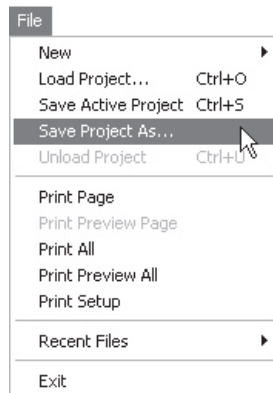 File
New
Load Project... Ctrl+O
Save Active Project Ctrl+S
Save Project As...
Unload Project Ctrl+U
Print Page
Print Preview Page
Print All
Print Preview All
Print Setup
Recent Files
Exit